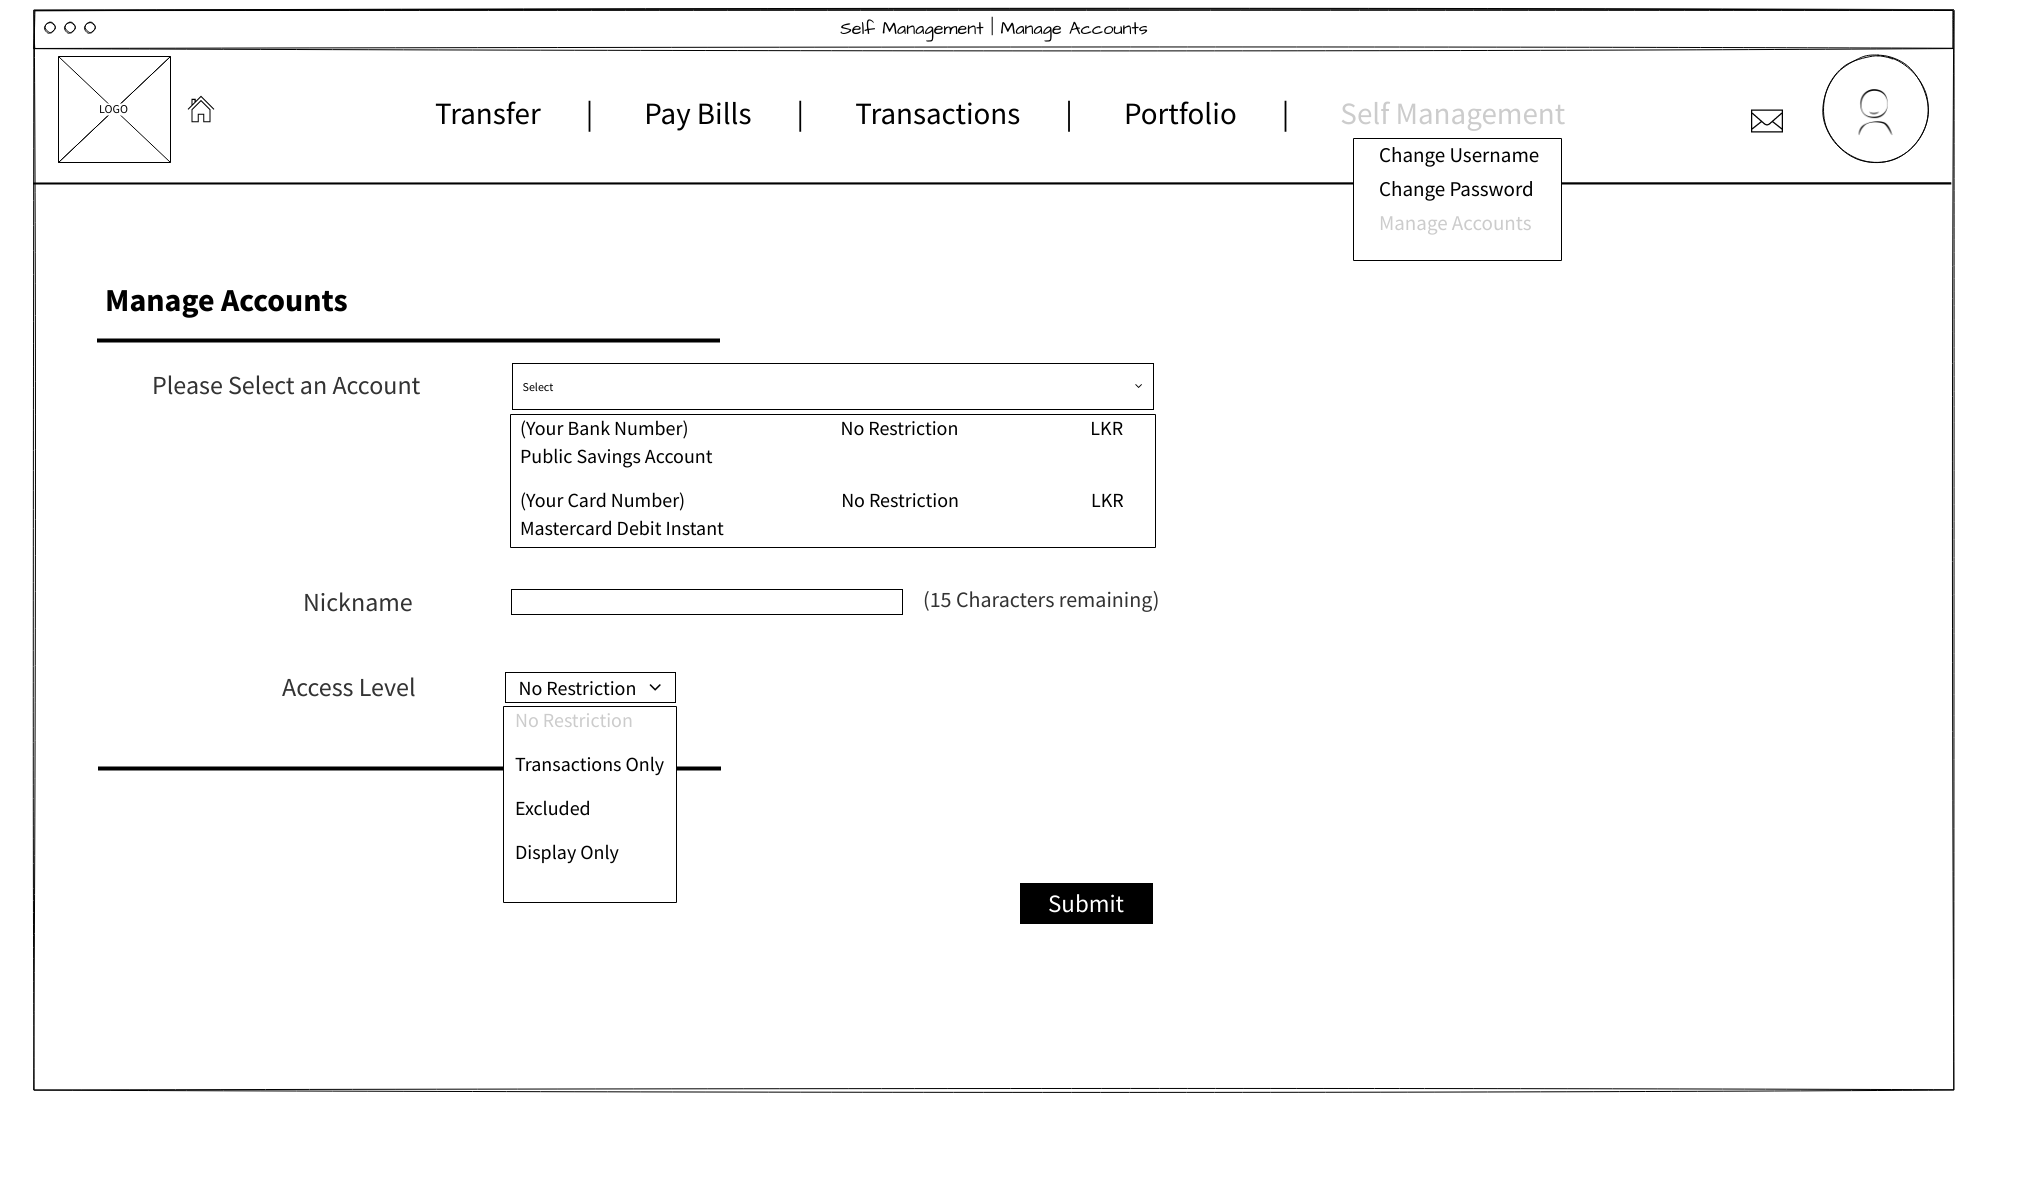 Self Management | Manage Accounts
LOGO
Transfer | Pay Bills | Transactions | Portfolio | Self Management
Change Username
Change Password
Manage Accounts
Manage Accounts
Please Select an Account
Select
(Your Bank Number) No Restriction LKR
Public Savings Account
(Your Card Number) No Restriction LKR
Mastercard Debit Instant
Nickname (15 Characters remaining)
Access Level No Restriction
No Restriction
Transactions Only
Excluded
Display Only
Submit